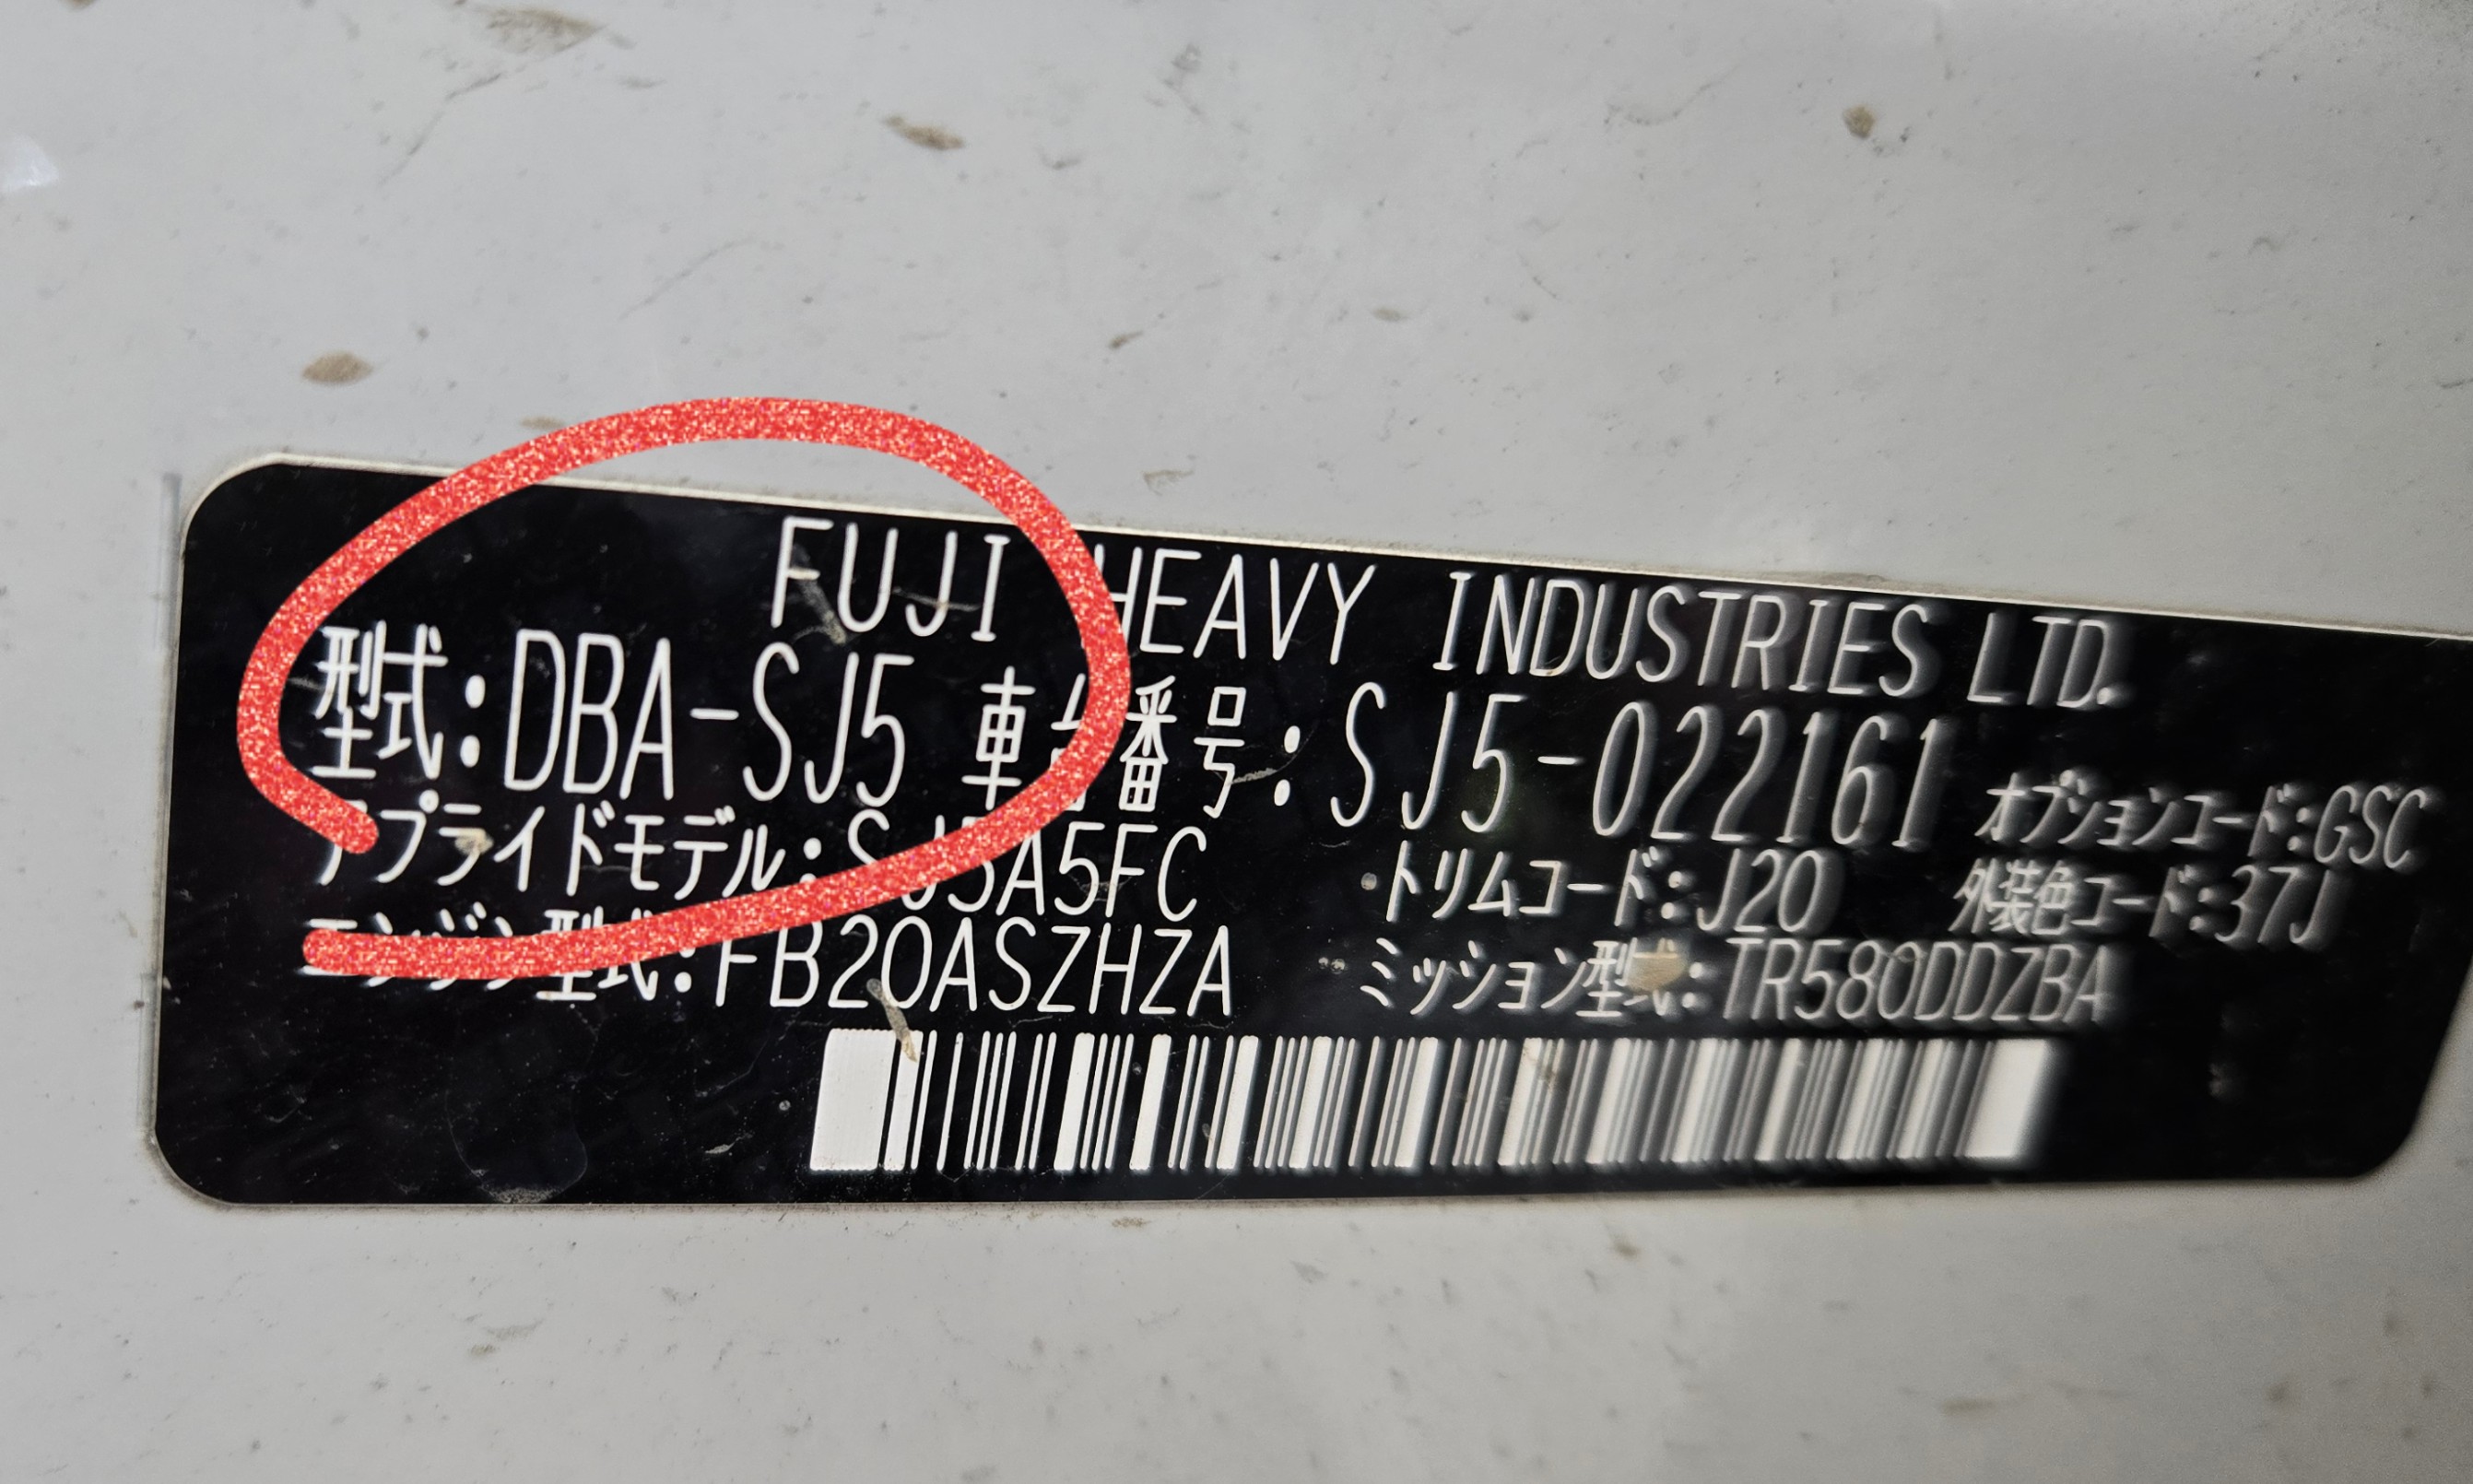 FUJI HEAVY INDUSTRIES LTD.
型式:DBA-SJ5 車台番号:SJ5-022161 オプションコード:GSC
アプライドモデル:SJ5A5FC トリムコード:J20 外装色コード:37J
エンジン型式:FB20ASZHZA ミッション型式:TR580DDZBA